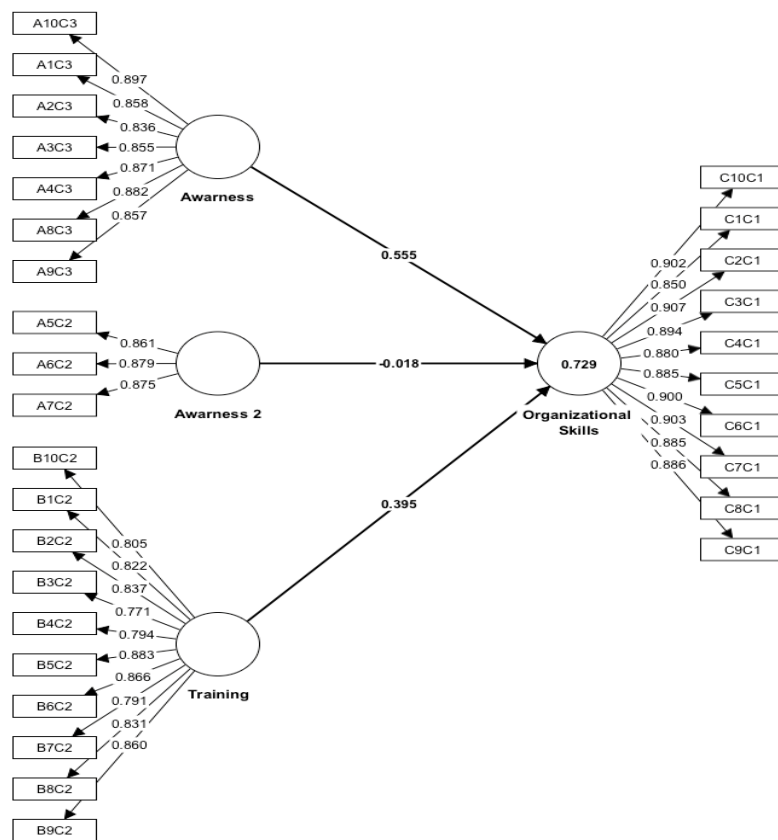 A10C3
A1C3
A2C3
A3C3
A4C3
A8C3
A9C3
0.897
0.858
0.836
0.855
0.871
0.882
0.857
Awarness
0.555
A5C2
A6C2
A7C2
0.861
0.879
0.875
Awarness 2
-0.018
B10C2
B1C2
B2C2
B3C2
B4C2
B5C2
B6C2
B7C2
B8C2
B9C2
0.805
0.822
0.837
0.771
0.794
0.883
0.866
0.791
0.831
0.860
Training
0.395
0.729
Organizational
Skills
0.902
0.850
0.907
0.894
0.880
0.885
0.900
0.903
0.885
0.886
C10C1
C1C1
C2C1
C3C1
C4C1
C5C1
C6C1
C7C1
C8C1
C9C1